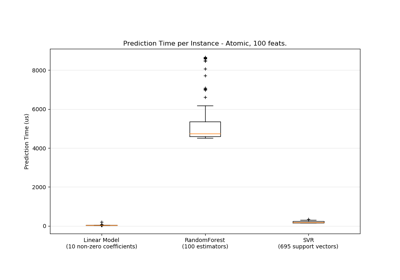 Prediction Time per Instance - Atomic, 100 feats.
Prediction Time (us)
8000
6000
4000
2000
0
Linear Model
(10 non-zero coefficients)
RandomForest
(100 estimators)
SVR
(695 support vectors)